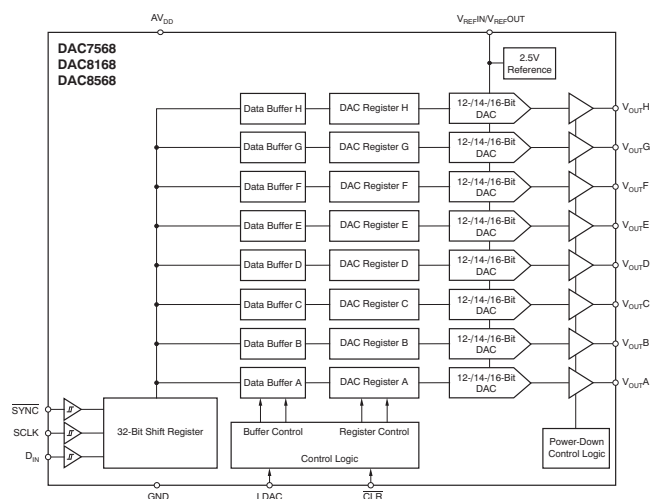 AVDD
VREFIN/VREFOUT
DAC7568
DAC8168
DAC8568
2.5V
Reference
Data Buffer H
DAC Register H
12-/14-/16-Bit
DAC
VOUTH
Data Buffer G
DAC Register G
12-/14-/16-Bit
DAC
VOUTG
Data Buffer F
DAC Register F
12-/14-/16-Bit
DAC
VOUTF
Data Buffer E
DAC Register E
12-/14-/16-Bit
DAC
VOUTE
Data Buffer D
DAC Register D
12-/14-/16-Bit
DAC
VOUTD
Data Buffer C
DAC Register C
12-/14-/16-Bit
DAC
VOUTC
Data Buffer B
DAC Register B
12-/14-/16-Bit
DAC
VOUTB
Data Buffer A
DAC Register A
12-/14-/16-Bit
DAC
VOUTA
SYNC
SCLK
DIN
32-Bit Shift Register
Buffer Control
Register Control
Control Logic
Power-Down
Control Logic
GND
LDAC
CLR